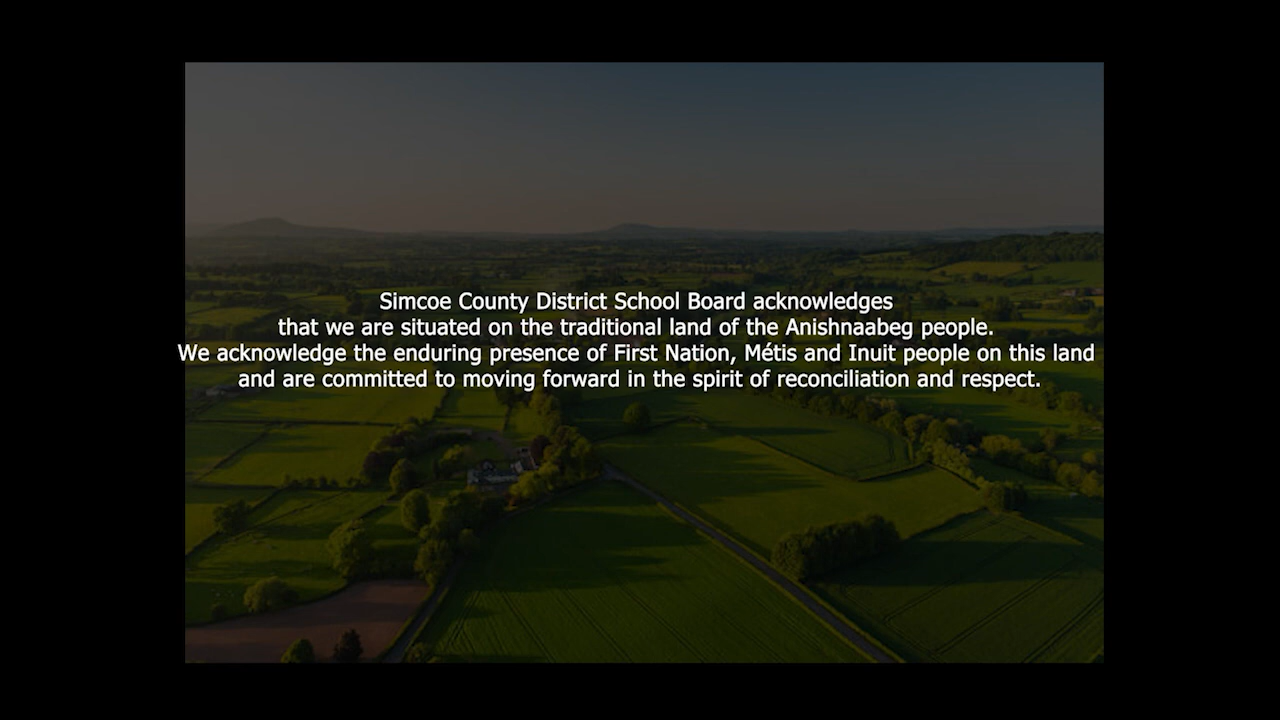 Simcoe County District School Board acknowledges
that we are situated on the traditional land of the Anishnaabeg people.
We acknowledge the enduring presence of First Nation, Métis and Inuit people on this land
and are committed to moving forward in the spirit of reconciliation and respect.